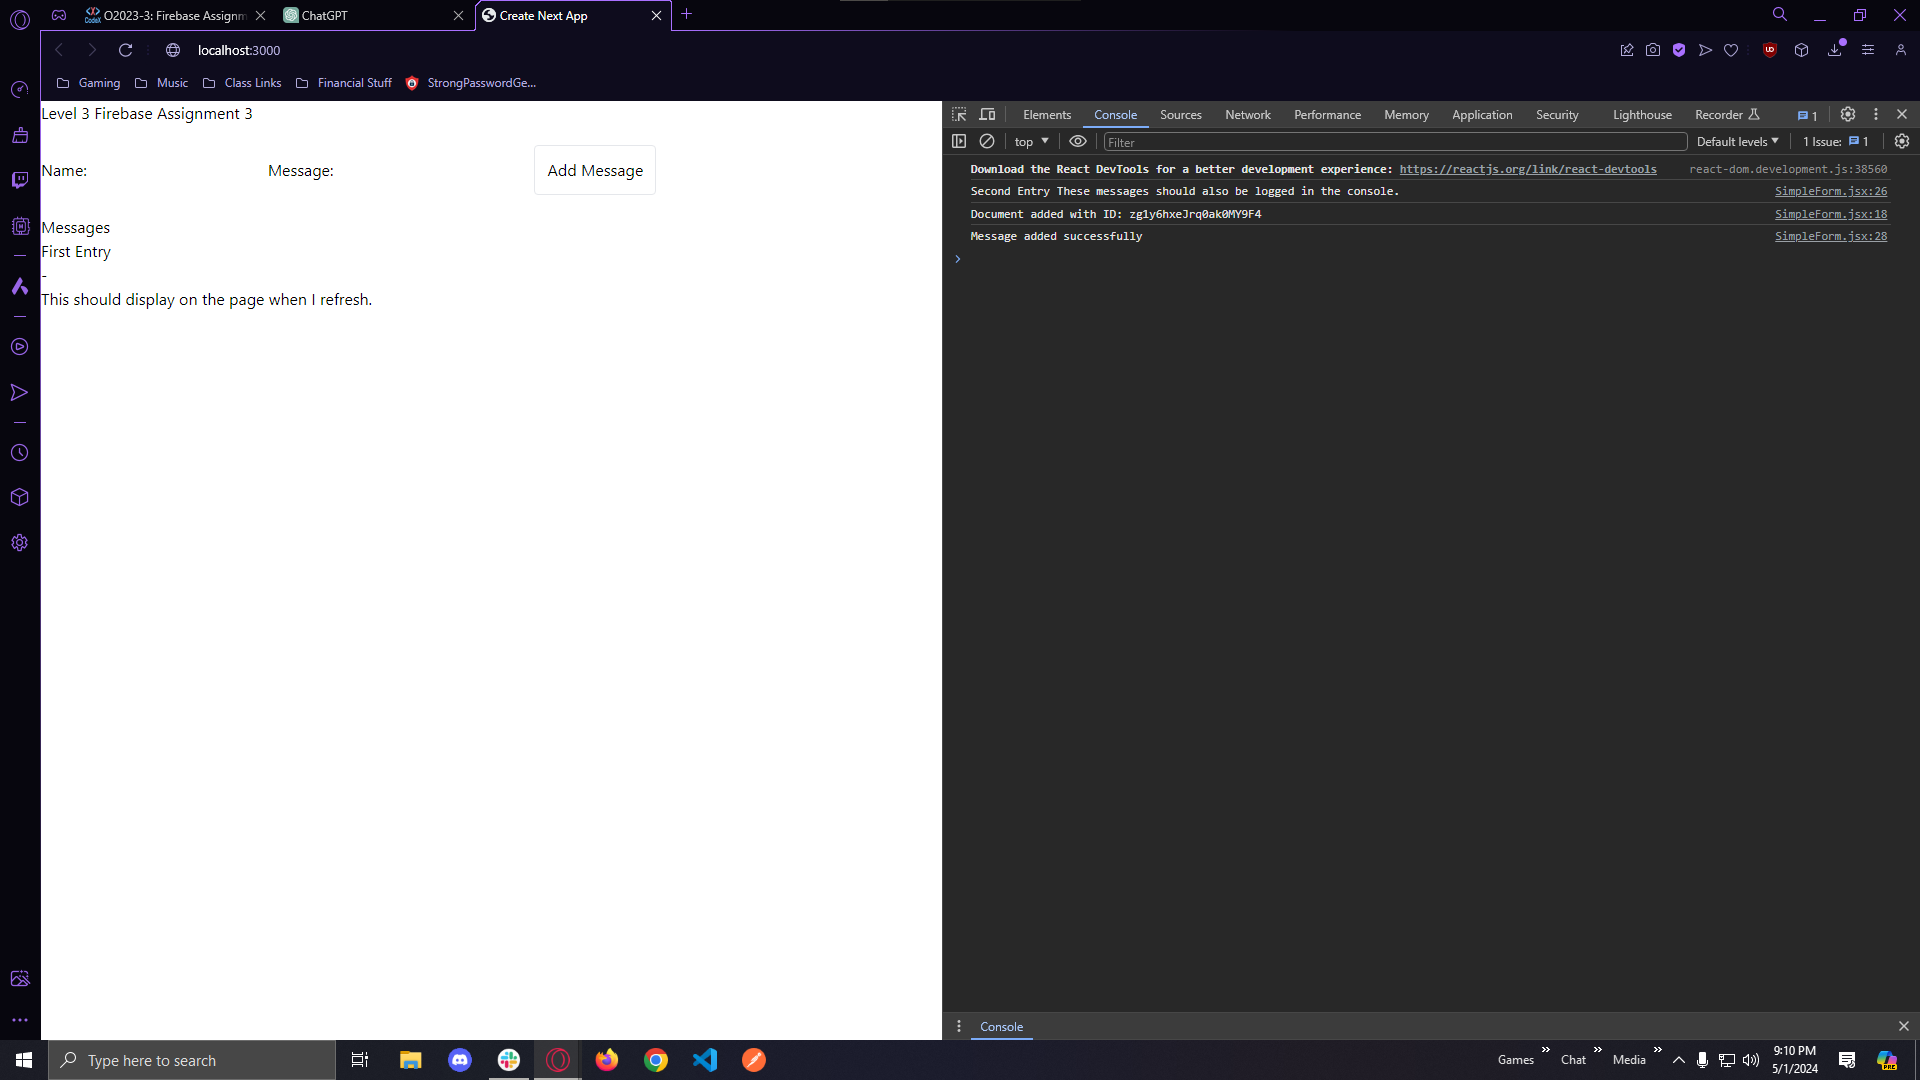 O2023-3: Firebase Assignm
ChatGPT
Create Next App
localhost:3000
Gaming
Music
Class Links
Financial Stuff
StrongPasswordGe...
Level 3 Firebase Assignment 3
Name:
Message:
Add Message
Messages
First Entry
-
This should display on the page when I refresh.
Elements
Console
Sources
Network
Performance
Memory
Application
Security
Lighthouse
Recorder
1
top
Filter
Default levels
1 Issue: 1
Download the React DevTools for a better development experience: https://reactjs.org/link/react-devtools
react-dom.development.js:38560
Second Entry These messages should also be logged in the console.
SimpleForm.jsx:26
Document added with ID: zg1y6hxeJrq0ak0MY9F4
SimpleForm.jsx:18
Message added successfully
SimpleForm.jsx:28
Console
Type here to search
Games
Chat
Media
9:10 PM
5/1/2024